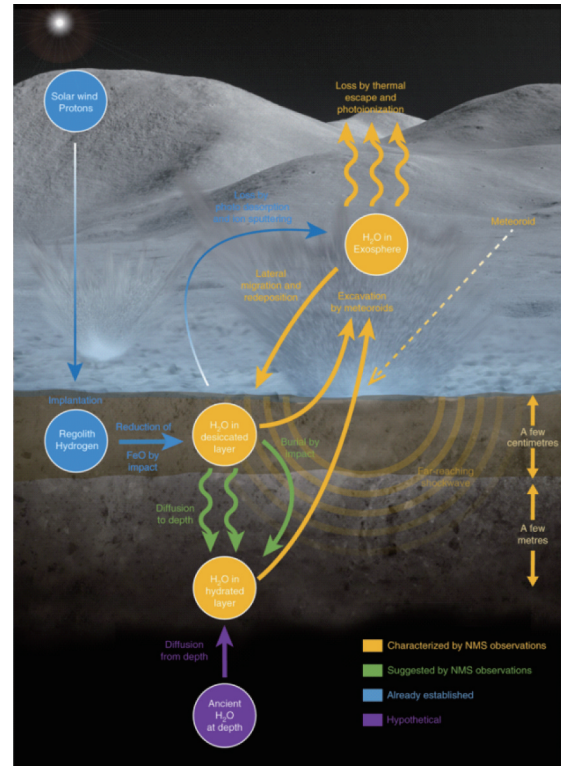 Solar wind
Protons
Loss by thermal
escape and
photoionization
desorption
sputtering
H₂O in
Exosphere
Meteoroid
Lateral
migration and
redeposition
Excavation
by meteoroids
Implantation
Regolith
Hydrogen
Reduction of
FeO by
impact
H₂O in
desiccated
layer
Burial by
impact
Far-reaching
shockwave
A few
centimetres
Diffusion
to depth
A few
metres
H₂O in
hydrated
layer
Diffusion
from depth
Ancient
H₂O
at depth
Characterized by NMS observations
Suggested by NMS observations
Already established
Hypothetical